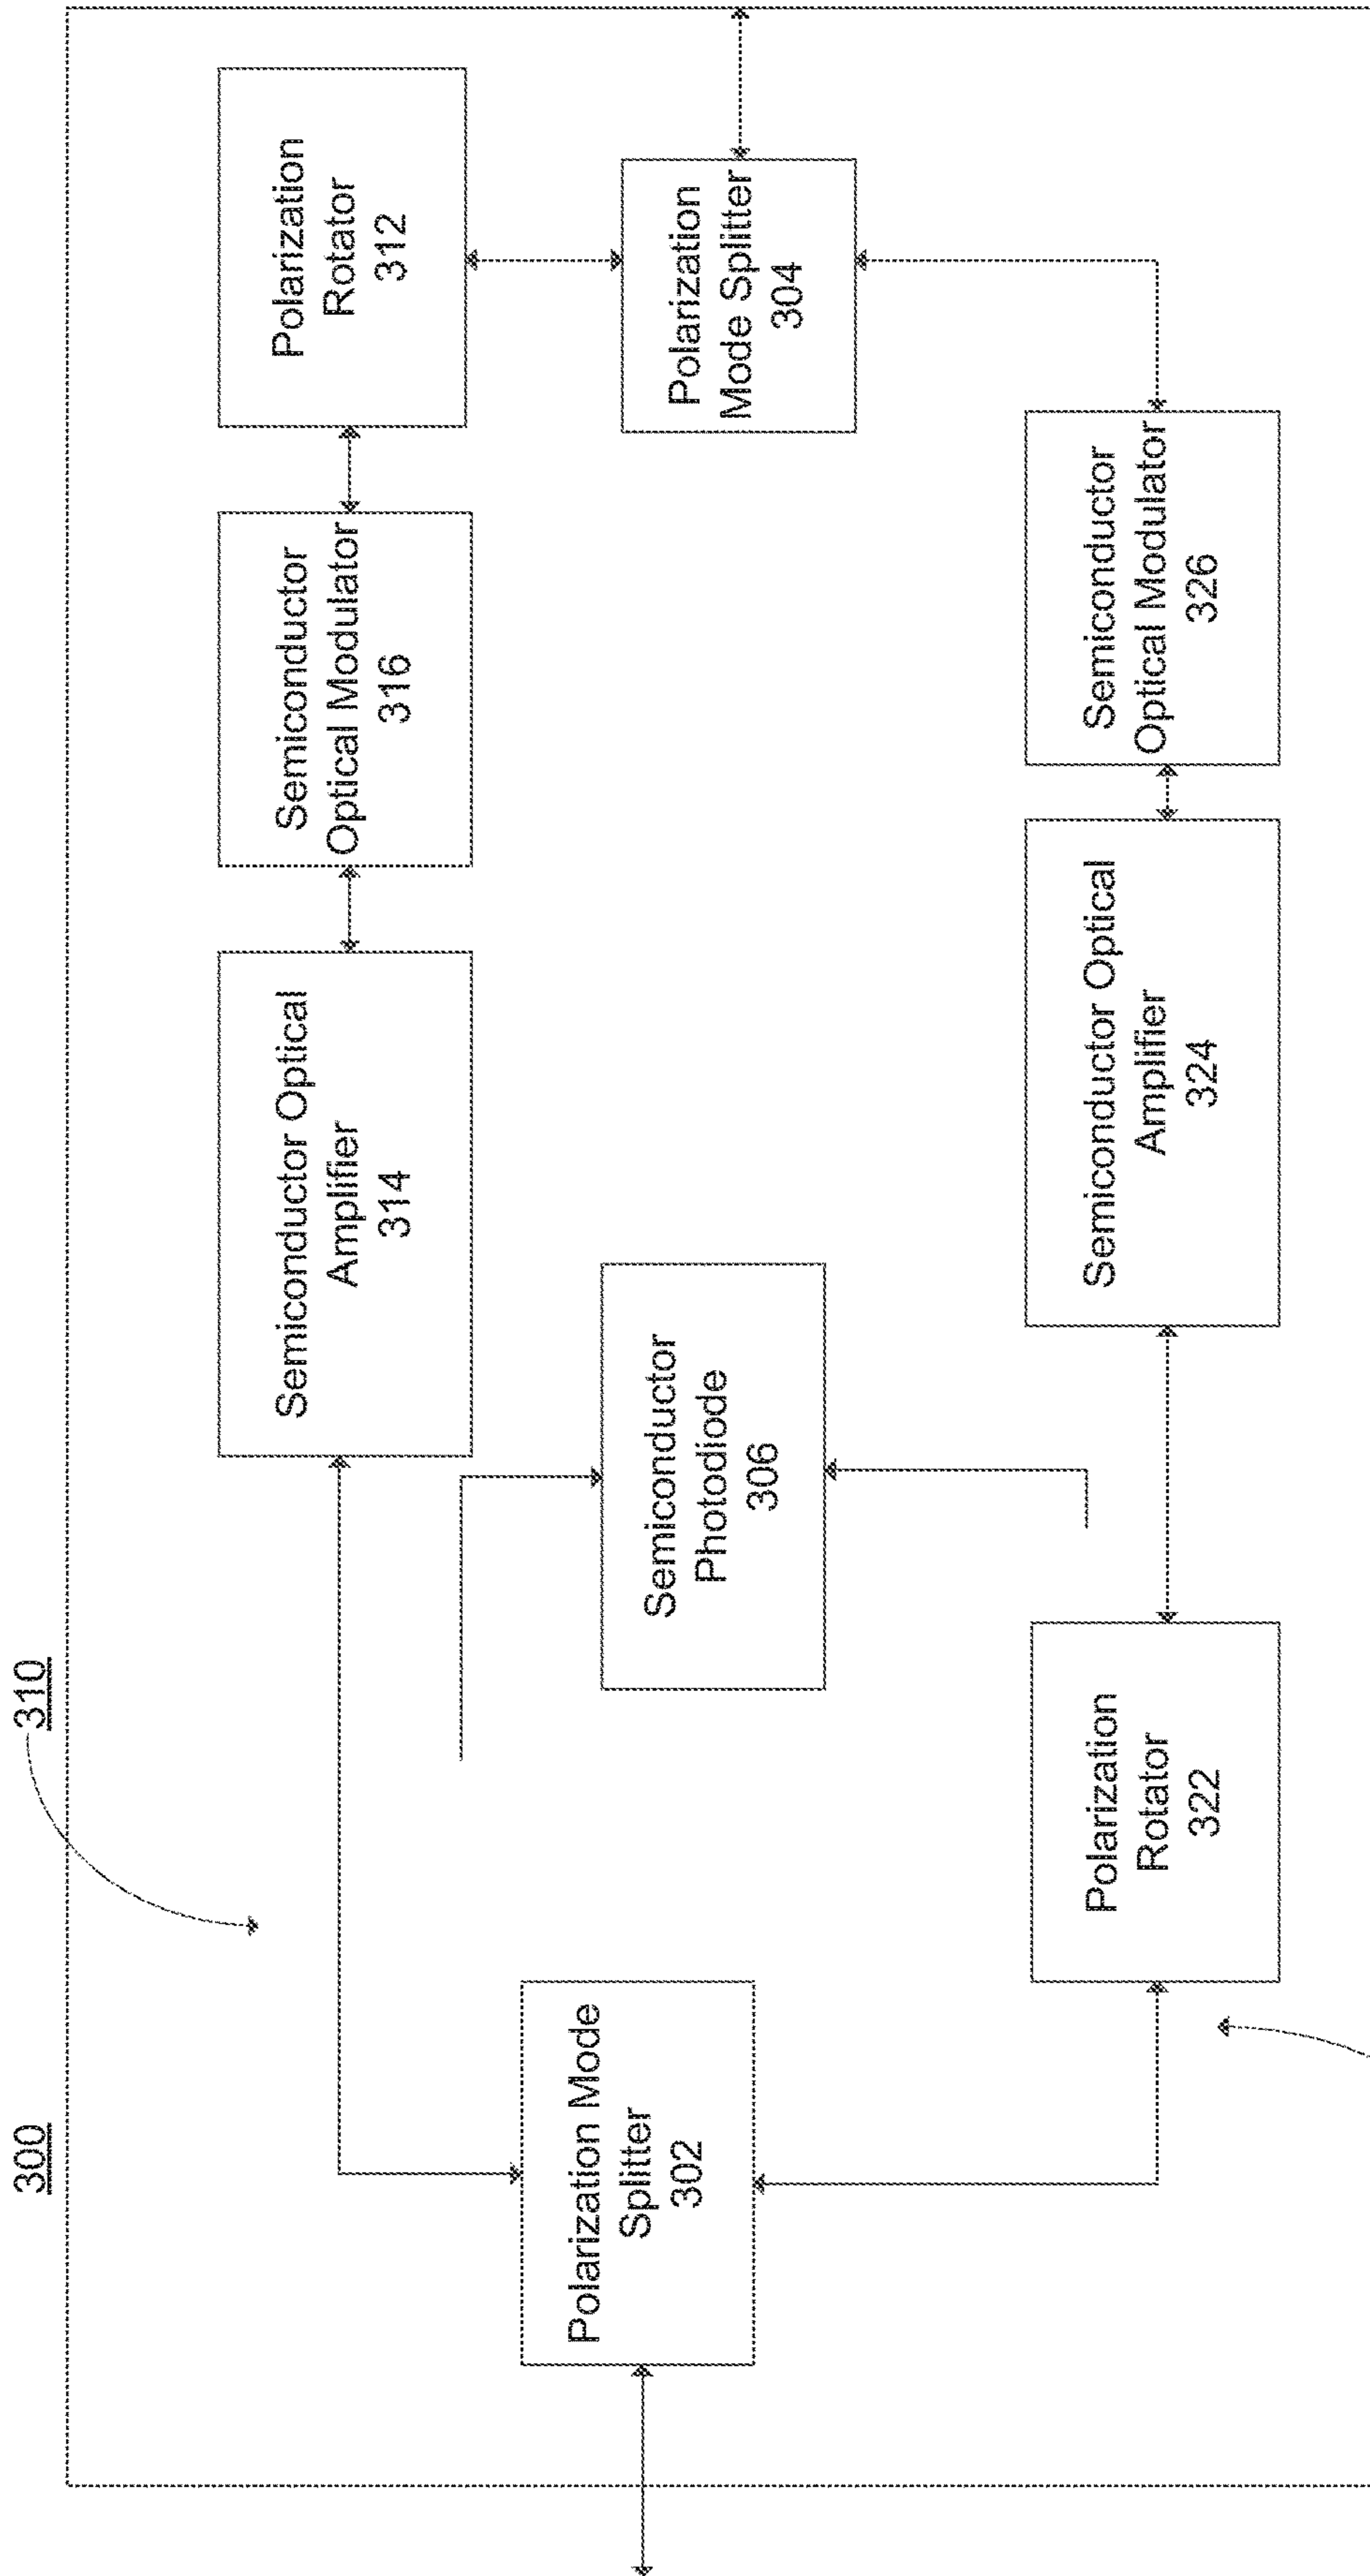 300
310
Polarization Mode
Splitter
302
Semiconductor Optical
Amplifier
314
Semiconductor
Optical Modulator
316
Polarization
Rotator
312
Semiconductor
Photodiode
306
Polarization
Mode Splitter
304
Polarization
Rotator
322
Semiconductor Optical
Amplifier
324
Semiconductor
Optical Modulator
326